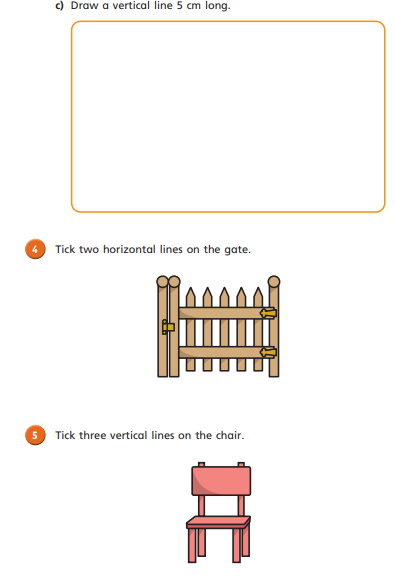 c) Draw a vertical line 5 cm long.
4 Tick two horizontal lines on the gate.
5 Tick three vertical lines on the chair.